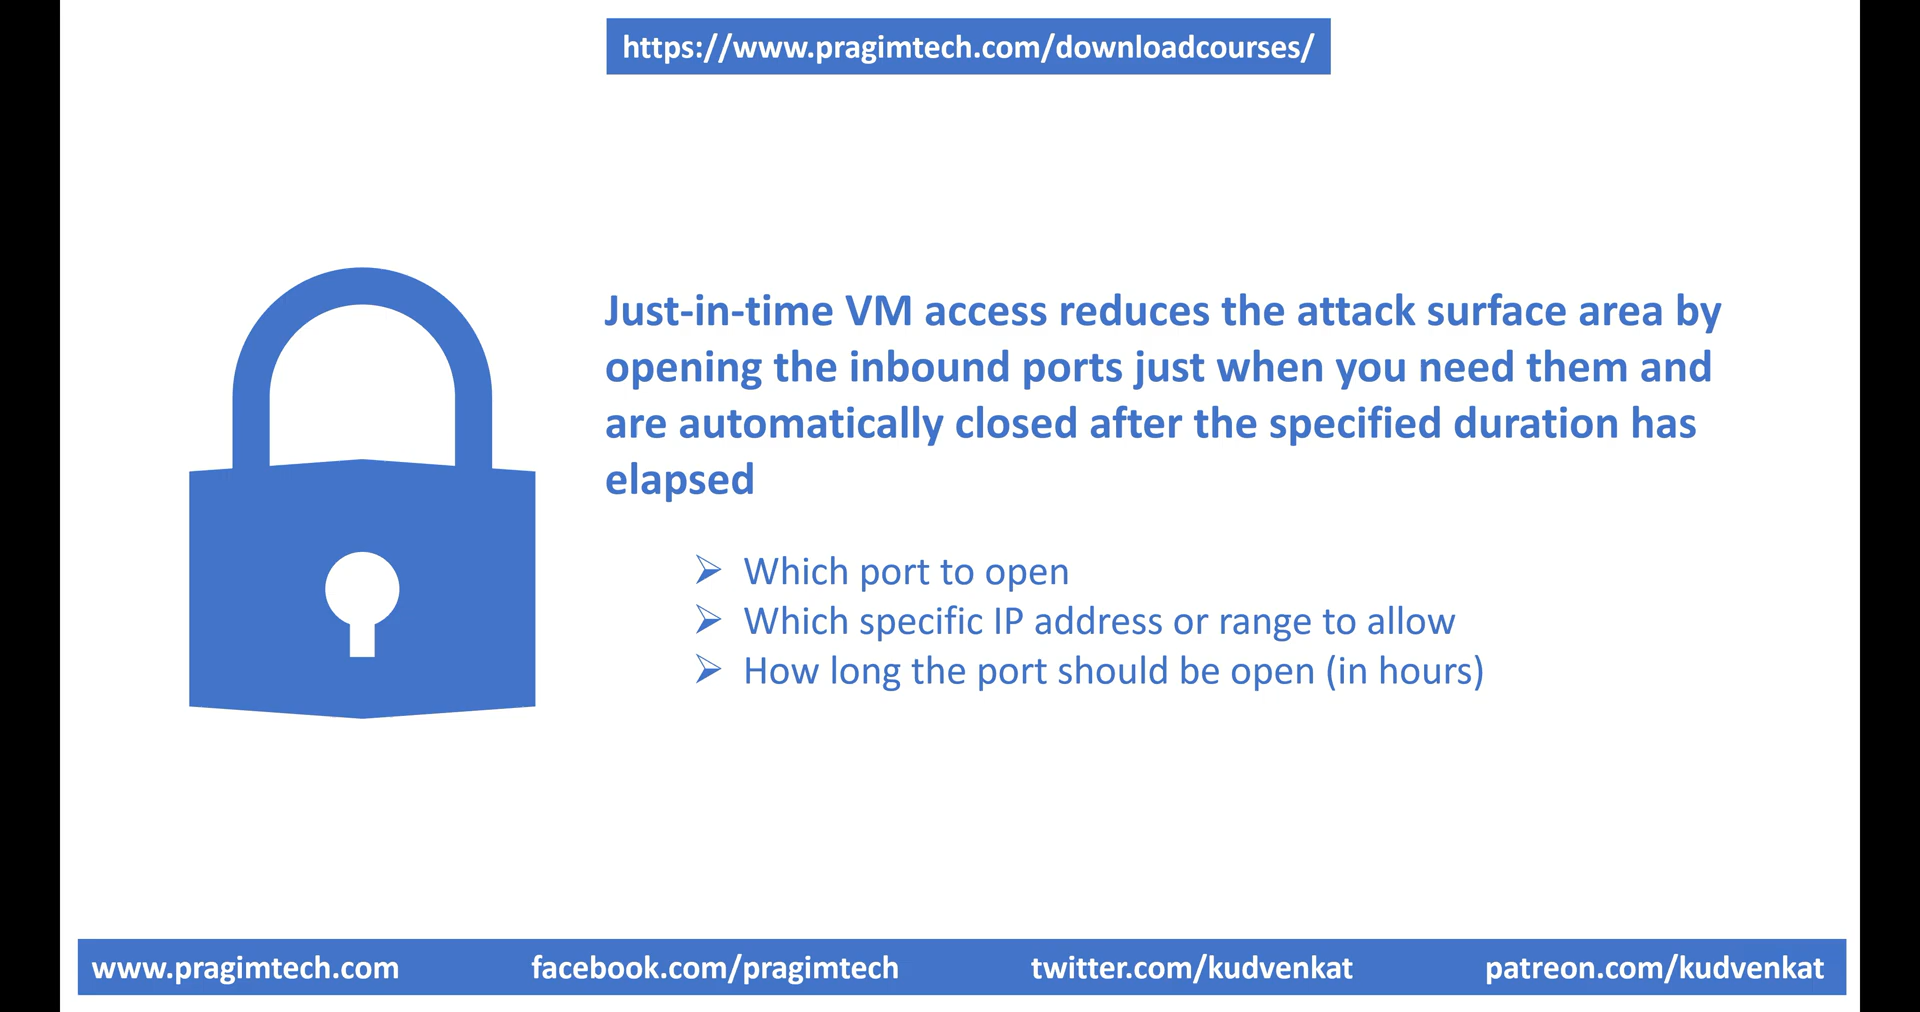 https://www.pragimtech.com/downloadcourses/
Just-in-time VM access reduces the attack surface area by
opening the inbound ports just when you need them and
are automatically closed after the specified duration has
elapsed
Which port to open
Which specific IP address or range to allow
How long the port should be open (in hours)
www.pragimtech.com facebook.com/pragimtech twitter.com/kudvenkat patreon.com/kudvenkat